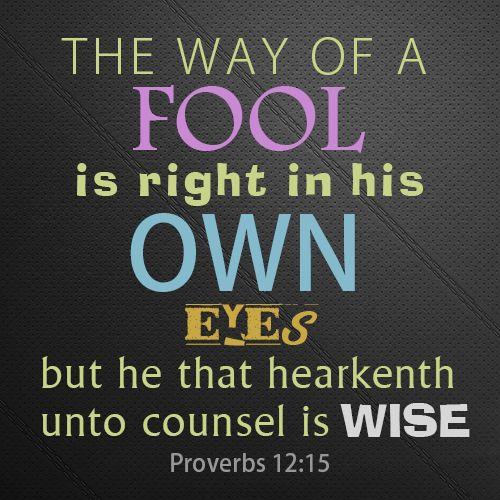 THE WAY OF A
FOOL
is right in his
OWN
EYES
but he that hearkenth
unto counsel is WISE
Proverbs 12:15